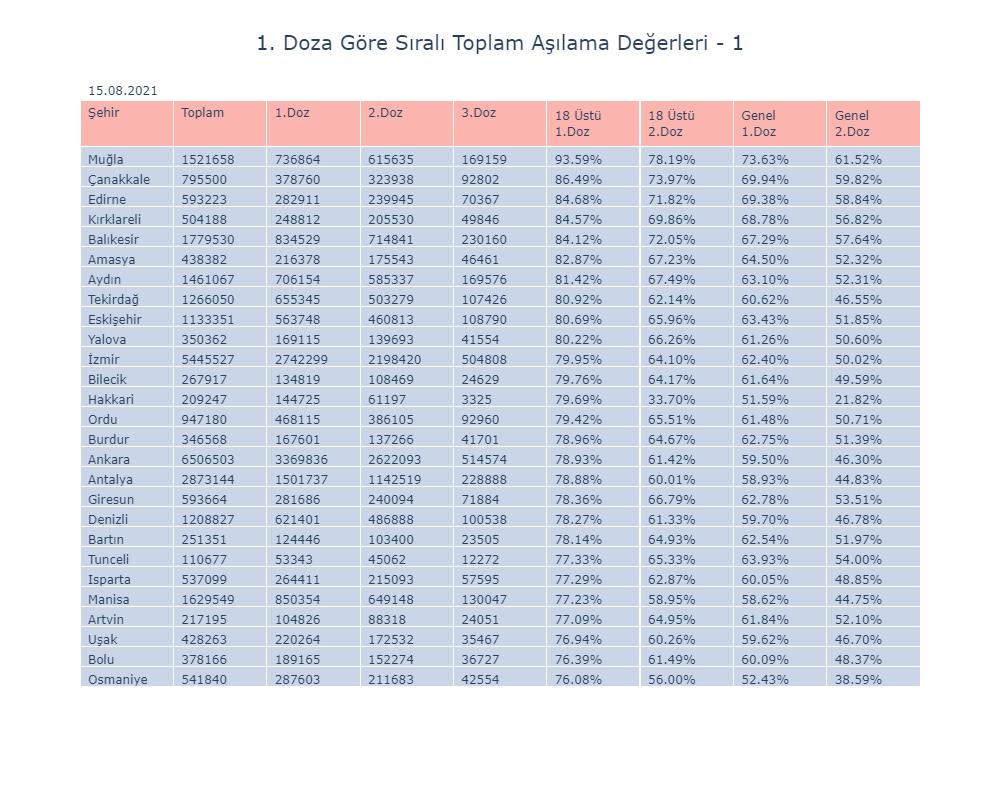 1. Doza Göre Sıralı Toplam Aşılama Değerleri - 1
15.08.2021
Şehir Toplam 1.Doz 2.Doz 3.Doz 18 Üstü 1.Doz 18 Üstü 2.Doz Genel 1.Doz Genel 2.Doz
Muğla 1521658 736864 615635 169159 93.59% 78.19% 73.63% 61.52%
Çanakkale 795500 378760 323938 92802 86.49% 73.97% 69.94% 59.82%
Edirne 593223 282911 239945 70367 84.68% 71.82% 69.38% 58.84%
Kırklareli 504188 248812 205530 49846 84.57% 69.86% 68.78% 56.82%
Balıkesir 1779530 834529 714841 230160 84.12% 72.05% 67.29% 57.64%
Amasya 438382 216378 175543 46461 82.87% 67.23% 64.50% 52.32%
Aydın 1461067 706154 585337 169576 81.42% 67.49% 63.10% 52.31%
Tekirdağ 1266050 655345 503279 107426 80.92% 62.14% 60.62% 46.55%
Eskişehir 1133351 563748 460813 108790 80.69% 65.96% 63.43% 51.85%
Yalova 350362 169115 139693 41554 80.22% 66.26% 61.26% 50.60%
İzmir 5445527 2742299 2198420 504808 79.95% 64.10% 62.40% 50.02%
Bilecik 267917 134819 108469 24629 79.76% 64.17% 61.64% 49.59%
Hakkari 209247 144725 61197 3325 79.69% 33.70% 51.59% 21.82%
Ordu 947180 468115 386105 92960 79.42% 65.51% 61.48% 50.71%
Burdur 346568 167601 137266 41701 78.96% 64.67% 62.75% 51.39%
Ankara 6506503 3369836 2622093 514574 78.93% 61.42% 59.50% 46.30%
Antalya 2873144 1501737 1142519 228888 78.88% 60.01% 58.93% 44.83%
Giresun 593664 281686 240094 71884 78.36% 66.79% 62.78% 53.51%
Denizli 1208827 621401 486888 100538 78.27% 61.33% 59.70% 46.78%
Bartın 251351 124446 103400 23505 78.14% 64.93% 62.54% 51.97%
Tunceli 110677 53343 45062 12272 77.33% 65.33% 63.93% 54.00%
Isparta 537099 264411 215093 57595 77.29% 62.87% 60.05% 48.85%
Manisa 1629549 850354 649148 130047 77.23% 58.95% 58.62% 44.75%
Artvin 217195 104826 88318 24051 77.09% 64.95% 61.84% 52.10%
Uşak 428263 220264 172532 35467 76.94% 60.26% 59.62% 46.70%
Bolu 378166 189165 152274 36727 76.39% 61.49% 60.09% 48.37%
Osmaniye 541840 287603 211683 42554 76.08% 56.00% 52.43% 38.59%